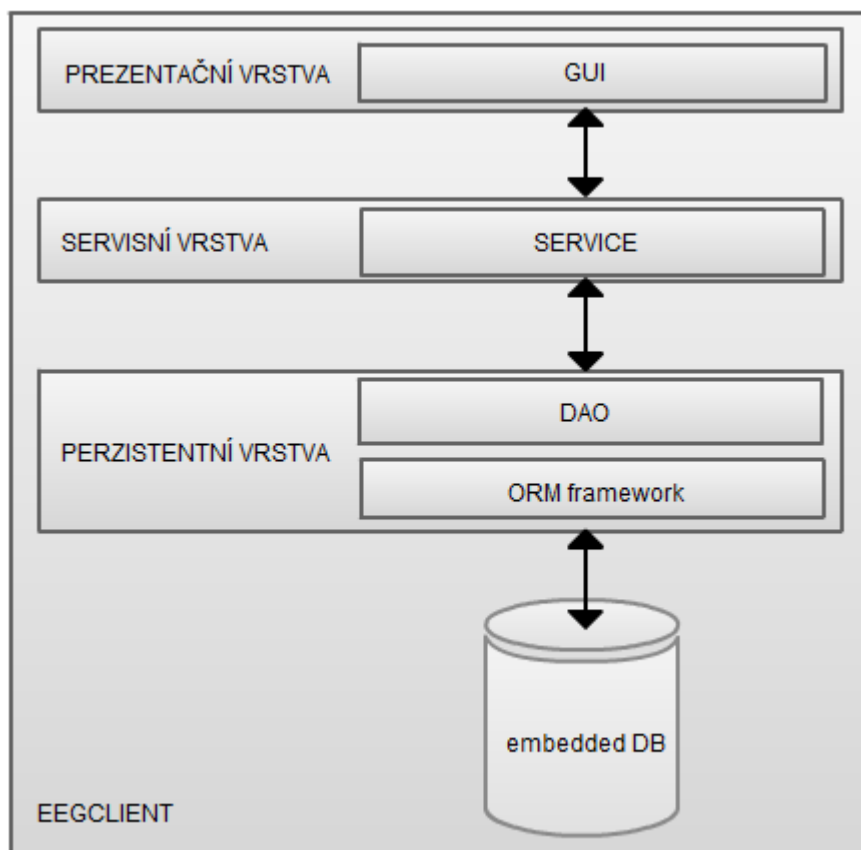 PREZENTAČNÍ VRSTVA
GUI
SERVISNÍ VRSTVA
SERVICE
PERZISTENTNÍ VRSTVA
DAO
ORM framework
embedded DB
EEGCLIENT